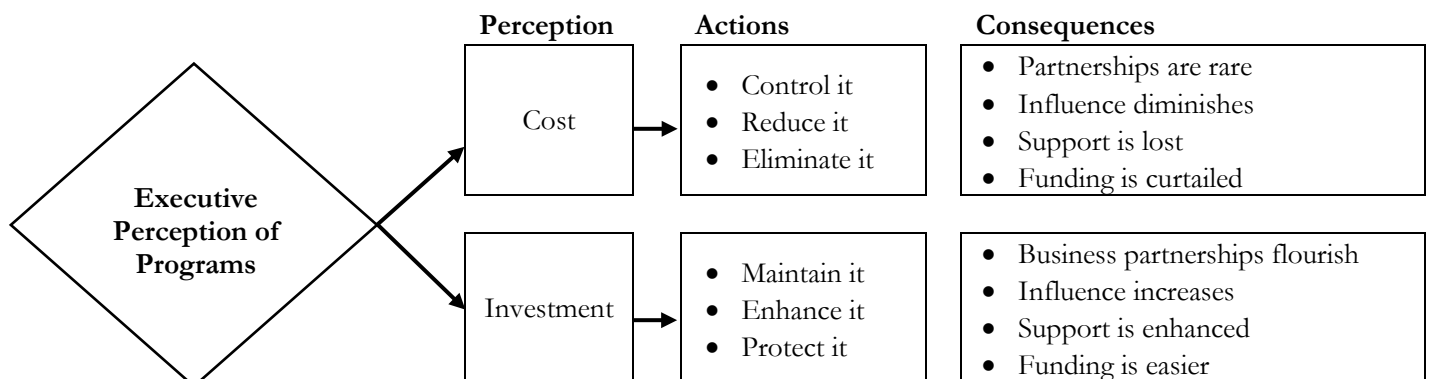 Perception Actions Consequences
Executive
Perception of
Programs
Cost
• Control it
• Reduce it
• Eliminate it
• Partnerships are rare
• Influence diminishes
• Support is lost
• Funding is curtailed
Investment
• Maintain it
• Enhance it
• Protect it
• Business partnerships flourish
• Influence increases
• Support is enhanced
• Funding is easier